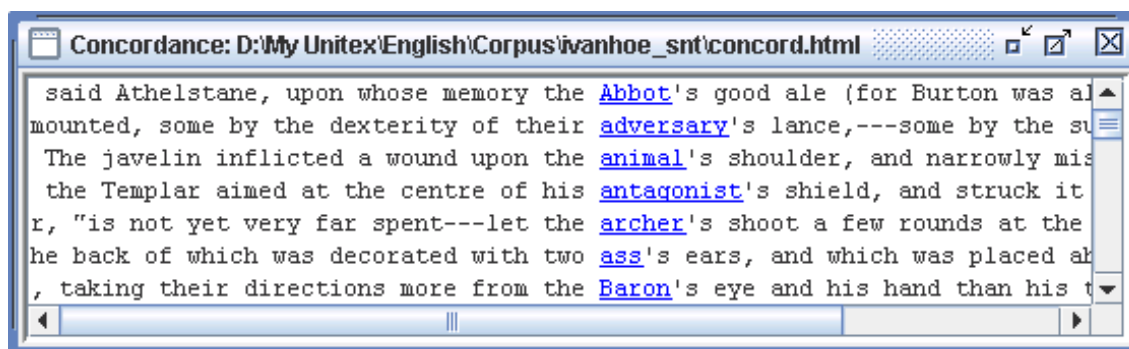 Concordance: D:\My Unitex\English\Corpus\ivanhoe_snt\concord.html
said Athelstane, upon whose memory the Abbot's good ale (for Burton was al
mounted, some by the dexterity of their adversary's lance,---some by the su
The javelin inflicted a wound upon the animal's shoulder, and narrowly mis
the Templar aimed at the centre of his antagonist's shield, and struck it
r, "is not yet very far spent---let the archer's shoot a few rounds at the
he back of which was decorated with two ass's ears, and which was placed ab
, taking their directions more from the Baron's eye and his hand than his t